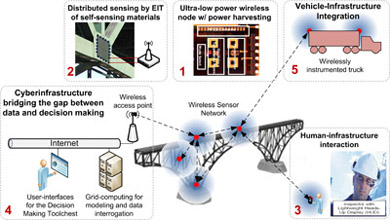 Distributed sensing by EIT
of self-sensing materials
2
Ultra-low power wireless
node w/ power harvesting
1
Vehicle-Infrastructure
Integration
5
Wirelessly
instrumented truck
Cyberinfrastructure
bridging the gap between
data and decision making
Wireless
access point
Internet
User-interfaces for
the Decision
Making Toolchest
Grid-computing for
modeling and data
interrogation
4
Wireless Sensor
Network
Human-infrastructure
interaction
3
Inspector with
Lightweight Heads-
Up Display (HUD)